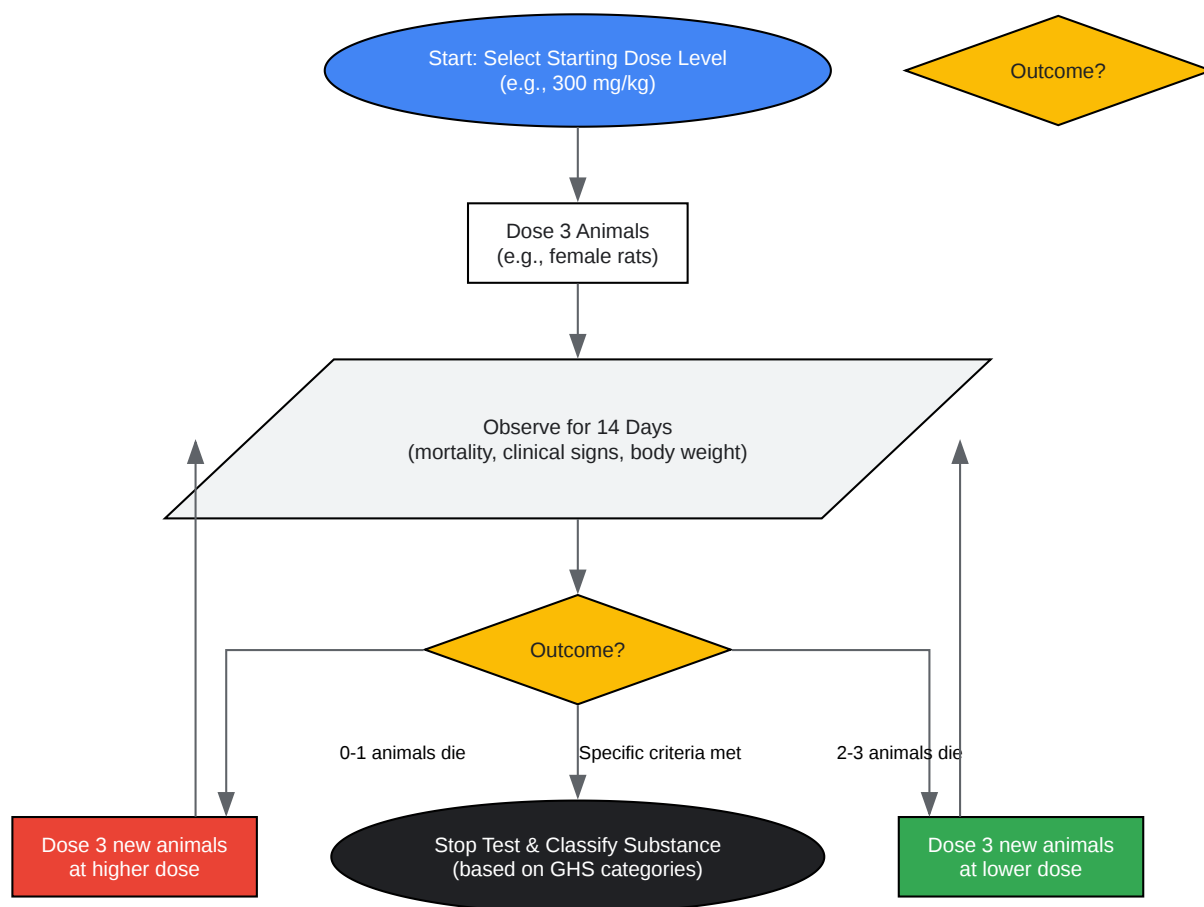 Start: Select Starting Dose Level
(e.g., 300 mg/kg)
Outcome?
Dose 3 Animals
(e.g., female rats)
Observe for 14 Days
(mortality, clinical signs, body weight)
Outcome?
0-1 animals die
Specific criteria met
2-3 animals die
Dose 3 new animals
at higher dose
Stop Test & Classify Substance
(based on GHS categories)
Dose 3 new animals
at lower dose